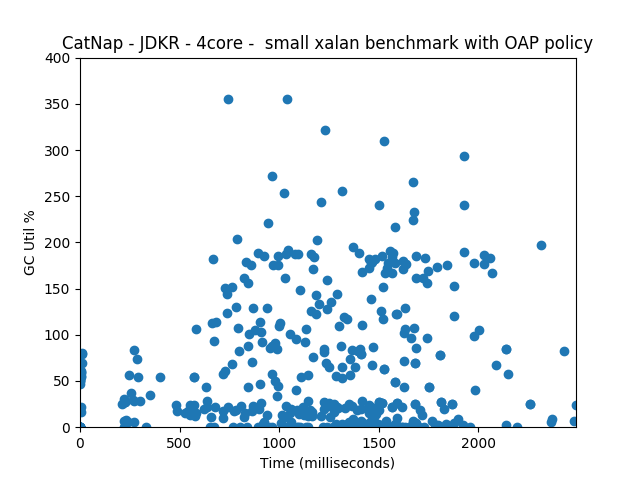 CatNap - JDKR - 4core -  small xalan benchmark with OAP policy
400
350
300
250
200
150
100
50
0
GC Util %
0 500 1000 1500 2000
Time (milliseconds)